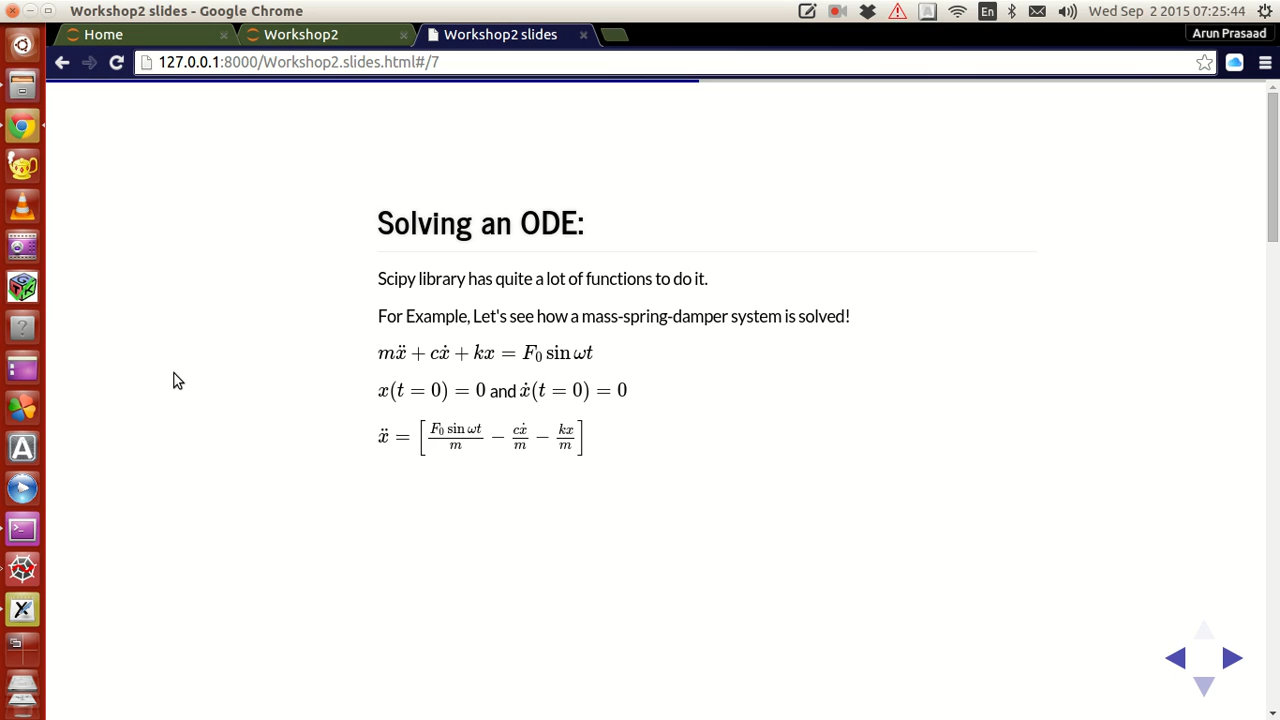 Workshop2 slides - Google Chrome
En
Wed Sep 2 2015 07:25:44
Home
Workshop2
Workshop2 slides
Arun Prasaad
127.0.0.1:8000/Workshop2.slides.html#/7
Solving an ODE:
Scipy library has quite a lot of functions to do it.
For Example, Let's see how a mass-spring-damper system is solved!
mẍ + cẋ + kx = F₀ sin ωt
x(t = 0) = 0 and ẋ(t = 0) = 0
ẍ = [F₀ sin ωt/m − cẋ/m − kx/m]